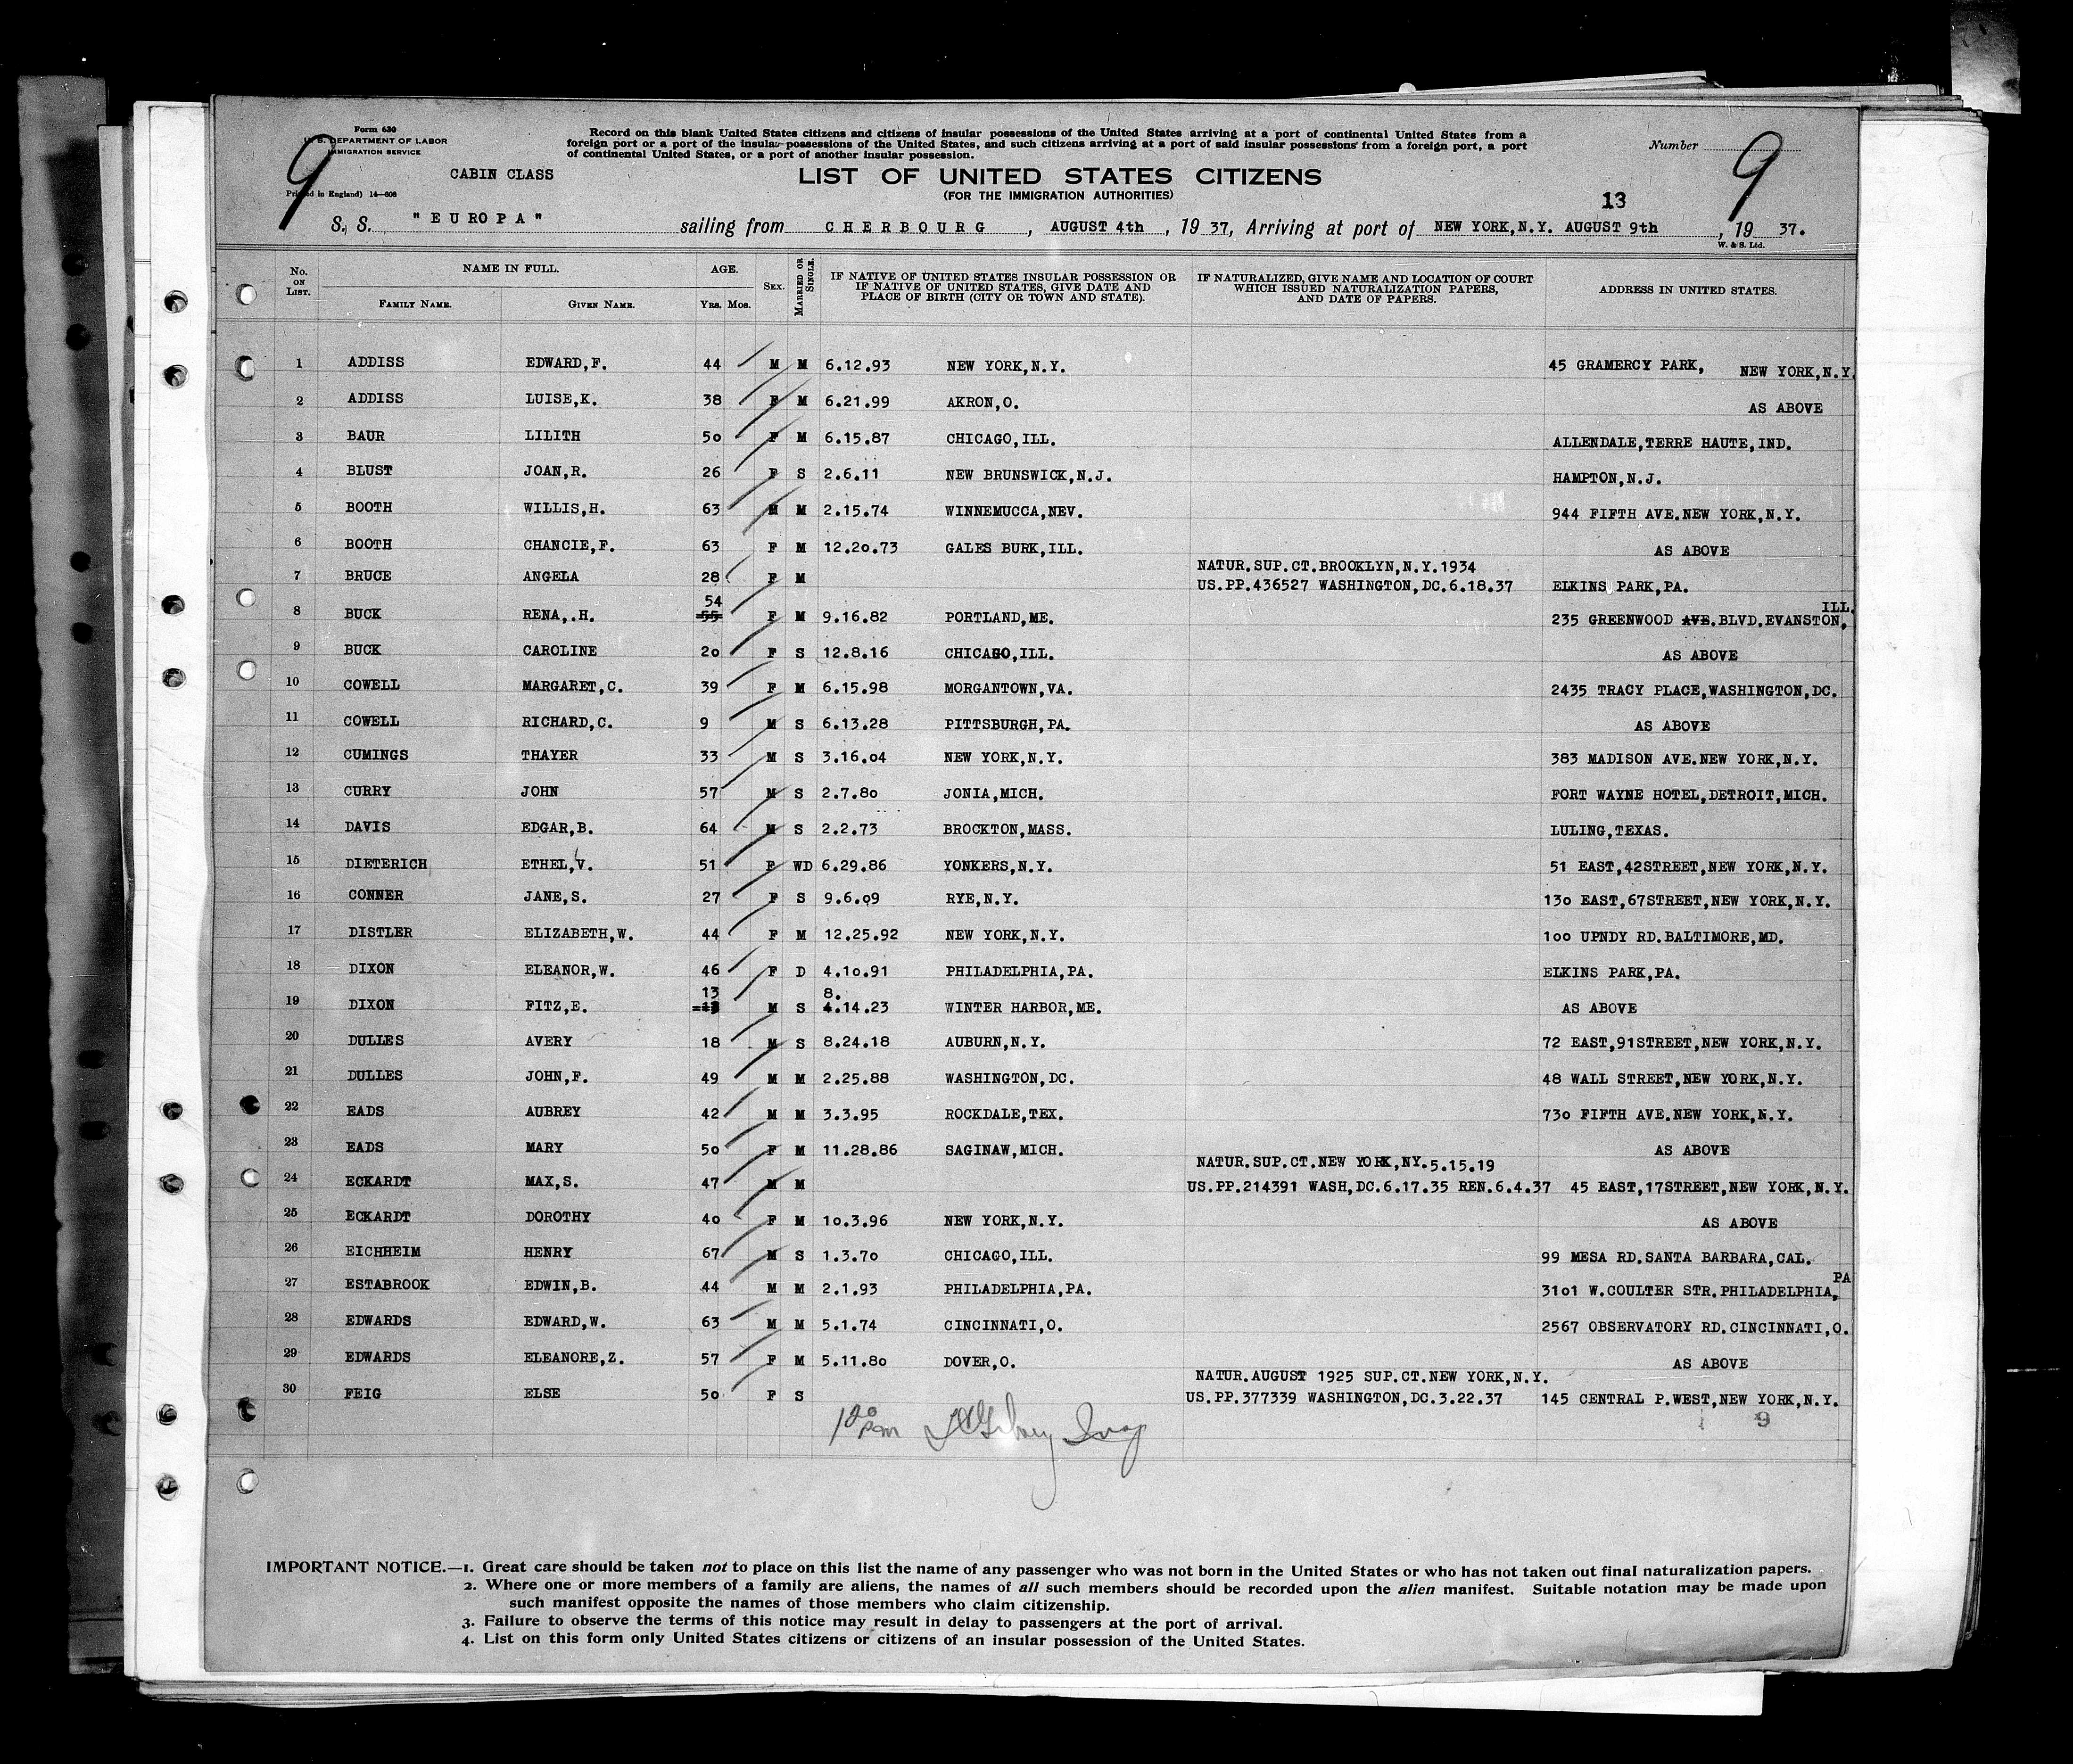 Form 630
U. S. DEPARTMENT OF LABOR
IMMIGRATION SERVICE
Printed in England) 14—608
9
Record on this blank United States citizens and citizens of insular possessions of the United States arriving at a port of continental United States from a
foreign port or a port of the insular possessions of the United States, and such citizens arriving at a port of said insular possessions from a foreign port, a port
of continental United States, or a port of another insular possession.
Number
9
CABIN CLASS
LIST OF UNITED STATES CITIZENS
(FOR THE IMMIGRATION AUTHORITIES)
13
S. S. "EUROPA" sailing from CHERBOURG, AUGUST 4th, 19 37, Arriving at port of NEW YORK,N.Y. AUGUST 9th, 19 37.
W. & S. Ltd.
No. ON LIST. NAME IN FULL. FAMILY NAME. GIVEN NAME. AGE. Yrs. Mos. SEX. MARRIED OR SINGLE. IF NATIVE OF UNITED STATES INSULAR POSSESSION OR IF NATIVE OF UNITED STATES, GIVE DATE AND PLACE OF BIRTH (CITY OR TOWN AND STATE). IF NATURALIZED, GIVE NAME AND LOCATION OF COURT WHICH ISSUED NATURALIZATION PAPERS, AND DATE OF PAPERS. ADDRESS IN UNITED STATES.
1 ADDISS EDWARD,F. 44 M M 6.12.93 NEW YORK,N.Y. 45 GRAMERCY PARK, NEW YORK,N.Y.
2 ADDISS LUISE,K. 38 F M 6.21.99 AKRON,O. AS ABOVE
3 BAUR LILITH 50 F M 6.15.87 CHICAGO,ILL. ALLENDALE,TERRE HAUTE,IND.
4 BLUST JOAN,R. 26 F S 2.6.11 NEW BRUNSWICK,N.J. HAMPTON,N.J.
5 BOOTH WILLIS,H. 63 M M 2.15.74 WINNEMUCCA,NEV. 944 FIFTH AVE.NEW YORK,N.Y.
6 BOOTH CHANCIE,F. 63 F M 12.20.73 GALES BURK,ILL. AS ABOVE
NATUR.SUP.CT.BROOKLYN,N.Y.1934
7 BRUCE ANGELA 28 F M US.PP.436527 WASHINGTON,DC.6.18.37 ELKINS PARK,PA.
54 ILL.
8 BUCK RENA,.H. 55 F M 9.16.82 PORTLAND,ME. 235 GREENWOOD AVE.BLVD.EVANSTON,
9 BUCK CAROLINE 20 F S 12.8.16 CHICAGO,ILL. AS ABOVE
10 COWELL MARGARET,C. 39 F M 6.15.98 MORGANTOWN,VA. 2435 TRACY PLACE,WASHINGTON,DC.
11 COWELL RICHARD,C. 9 M S 6.13.28 PITTSBURGH,PA. AS ABOVE
12 CUMINGS THAYER 33 M S 3.16.04 NEW YORK,N.Y. 383 MADISON AVE.NEW YORK,N.Y.
13 CURRY JOHN 57 M S 2.7.80 JONIA,MICH. FORT WAYNE HOTEL,DETROIT,MICH.
14 DAVIS EDGAR,B. 64 M S 2.2.73 BROCKTON,MASS. LULING,TEXAS.
15 DIETERICH ETHEL,V. 51 F WD 6.29.86 YONKERS,N.Y. 51 EAST,42STREET,NEW YORK,N.Y.
16 CONNER JANE,S. 27 F S 9.6.09 RYE,N.Y. 130 EAST,67STREET,NEW YORK,N.Y.
17 DISTLER ELIZABETH,W. 44 F M 12.25.92 NEW YORK,N.Y. 100 UPNDY RD.BALTIMORE,MD.
18 DIXON ELEANOR,W. 46 F D 4.10.91 PHILADELPHIA,PA. ELKINS PARK,PA.
13 8.
19 DIXON FITZ,E. M S 4.14.23 WINTER HARBOR,ME. AS ABOVE
20 DULLES AVERY 18 M S 8.24.18 AUBURN,N.Y. 72 EAST,91STREET,NEW YORK,N.Y.
21 DULLES JOHN,F. 49 M M 2.25.88 WASHINGTON,DC. 48 WALL STREET,NEW YORK,N.Y.
22 EADS AUBREY 42 M M 3.3.95 ROCKDALE,TEX. 730 FIFTH AVE.NEW YORK,N.Y.
23 EADS MARY 50 F M 11.28.86 SAGINAW,MICH. AS ABOVE
NATUR.SUP.CT.NEW YORK,NY.5.15.19
24 ECKARDT MAX,S. 47 M M US.PP.214391 WASH,DC.6.17.35 REN.6.4.37 45 EAST,17STREET,NEW YORK,N.Y.
25 ECKARDT DOROTHY 40 F M 10.3.96 NEW YORK,N.Y. AS ABOVE
26 EICHHEIM HENRY 67 M S 1.3.70 CHICAGO,ILL. 99 MESA RD.SANTA BARBARA,CAL.
PA
27 ESTABROOK EDWIN,B. 44 M M 2.1.93 PHILADELPHIA,PA. 3101 W.COULTER STR.PHILADELPHIA,
28 EDWARDS EDWARD,W. 63 M M 5.1.74 CINCINNATI,O. 2567 OBSERVATORY RD.CINCINNATI,O.
29 EDWARDS ELEANORE,Z. 57 F M 5.11.80 DOVER,O. AS ABOVE
NATUR.AUGUST 1925 SUP.CT.NEW YORK,N.Y.
30 FEIG ELSE 50 F S US.PP.377339 WASHINGTON,DC.3.22.37 145 CENTRAL P.WEST,NEW YORK,N.Y.
9
IMPORTANT NOTICE.—1. Great care should be taken not to place on this list the name of any passenger who was not born in the United States or who has not taken out final naturalization papers.
2. Where one or more members of a family are aliens, the names of all such members should be recorded upon the alien manifest. Suitable notation may be made upon
such manifest opposite the names of those members who claim citizenship.
3. Failure to observe the terms of this notice may result in delay to passengers at the port of arrival.
4. List on this form only United States citizens or citizens of an insular possession of the United States.